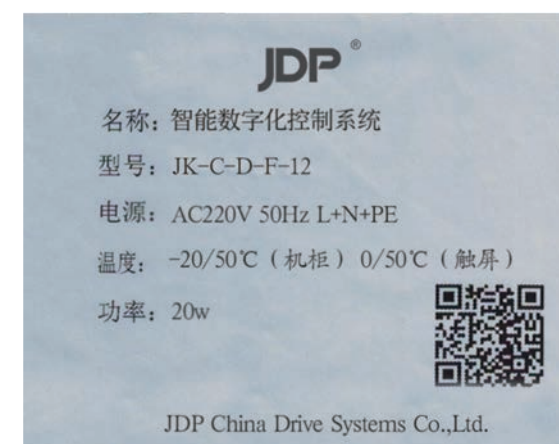 JDP®
名称：智能数字化控制系统
型号：JK-C-D-F-12
电源：AC220V 50Hz L+N+PE
温度：-20/50℃（机柜）0/50℃（触屏）
功率：20w
JDP China Drive Systems Co.,Ltd.